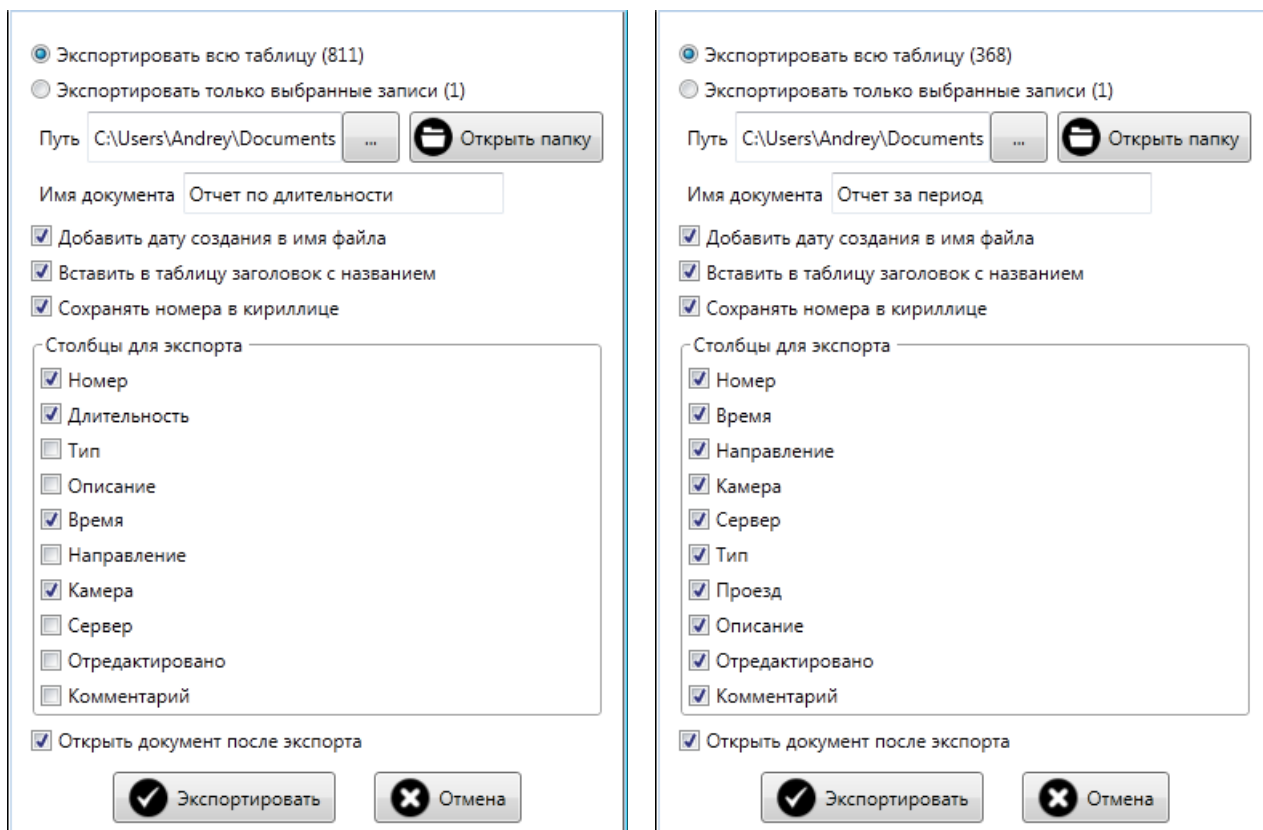 Экспортировать всю таблицу (811)
Экспортировать только выбранные записи (1)
Путь C:\Users\Andrey\Documents ... Открыть папку
Имя документа Отчет по длительности
Добавить дату создания в имя файла
Вставить в таблицу заголовок с названием
Сохранять номера в кириллице
Столбцы для экспорта
Номер
Длительность
Тип
Описание
Время
Направление
Камера
Сервер
Отредактировано
Комментарий
Открыть документ после экспорта
Экспортировать Отмена
Экспортировать всю таблицу (368)
Экспортировать только выбранные записи (1)
Путь C:\Users\Andrey\Documents ... Открыть папку
Имя документа Отчет за период
Добавить дату создания в имя файла
Вставить в таблицу заголовок с названием
Сохранять номера в кириллице
Столбцы для экспорта
Номер
Время
Направление
Камера
Сервер
Тип
Проезд
Описание
Отредактировано
Комментарий
Открыть документ после экспорта
Экспортировать Отмена